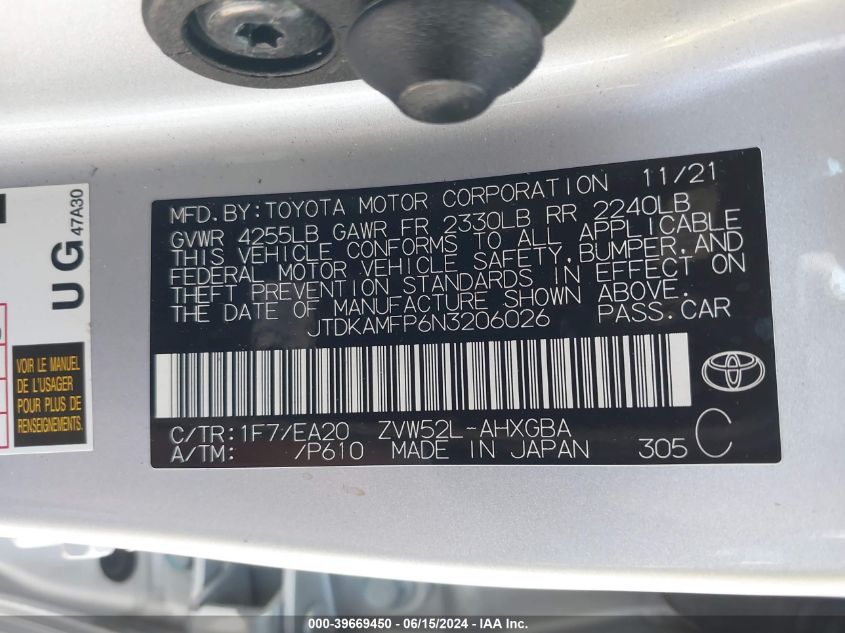 MFD.BY:TOYOTA MOTOR CORPORATION 11/21
GVWR 4255LB GAWR FR 2330LB RR 2240LB
THIS VEHICLE CONFORMS TO ALL APPLICABLE
FEDERAL MOTOR VEHICLE SAFETY,BUMPER,AND
THEFT PREVENTION STANDARDS IN EFFECT ON
THE DATE OF MANUFACTURE SHOWN ABOVE.
JTDKAMFP6N3206026 PASS.CAR
C/TR:1F7/EA20 ZVW52L-AHXGBA
A/TM: /P610 MADE IN JAPAN 305 C
UG
47A30
VOIR LE MANUEL
DE L'USAGER
POUR PLUS DE
RENSEIGNEMENTS.
000-39669450 - 06/15/2024 - IAAI Inc.